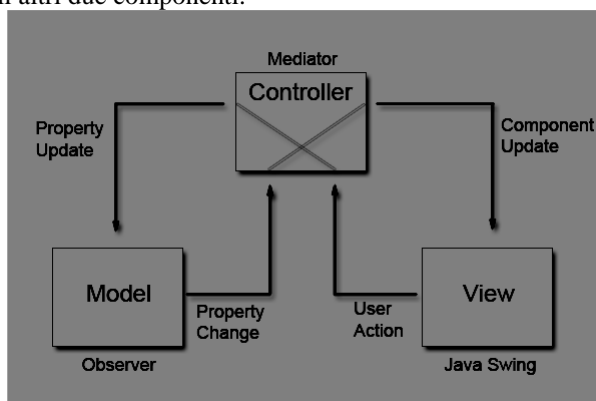 altri due componenti.
Mediator
Controller
Property
Update
Component
Update
Model
Property
Change
User
Action
View
Observer
Java Swing